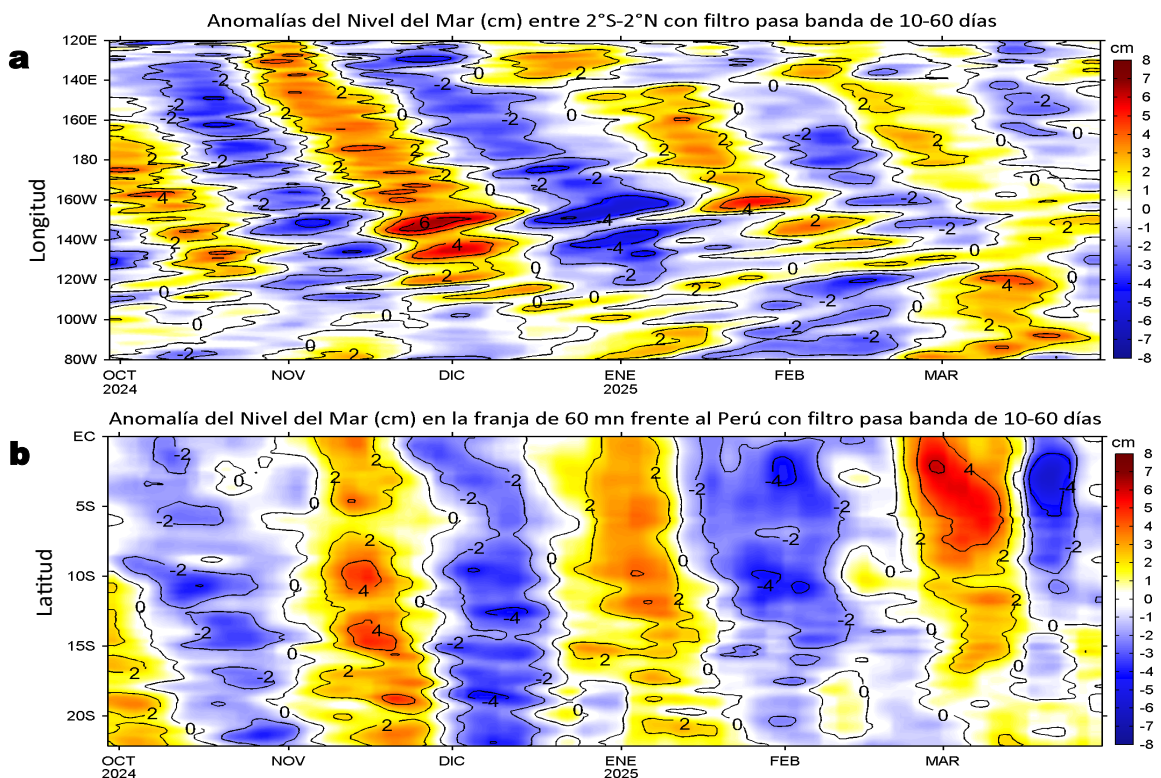 Anomalías del Nivel del Mar (cm) entre 2°S-2°N con filtro pasa banda de 10-60 días
a
cm
Longitud
120E
140E
160E
180
160W
140W
120W
100W
80W
OCT
2024
NOV
DIC
ENE
2025
FEB
MAR
8
7
6
5
4
3
2
1
0
-1
-2
-3
-4
-5
-6
-7
-8
Anomalía del Nivel del Mar (cm) en la franja de 60 mn frente al Perú con filtro pasa banda de 10-60 días
b
cm
Latitud
EC
5S
10S
15S
20S
OCT
2024
NOV
DIC
ENE
2025
FEB
MAR
8
7
6
5
4
3
2
1
0
-1
-2
-3
-4
-5
-6
-7
-8